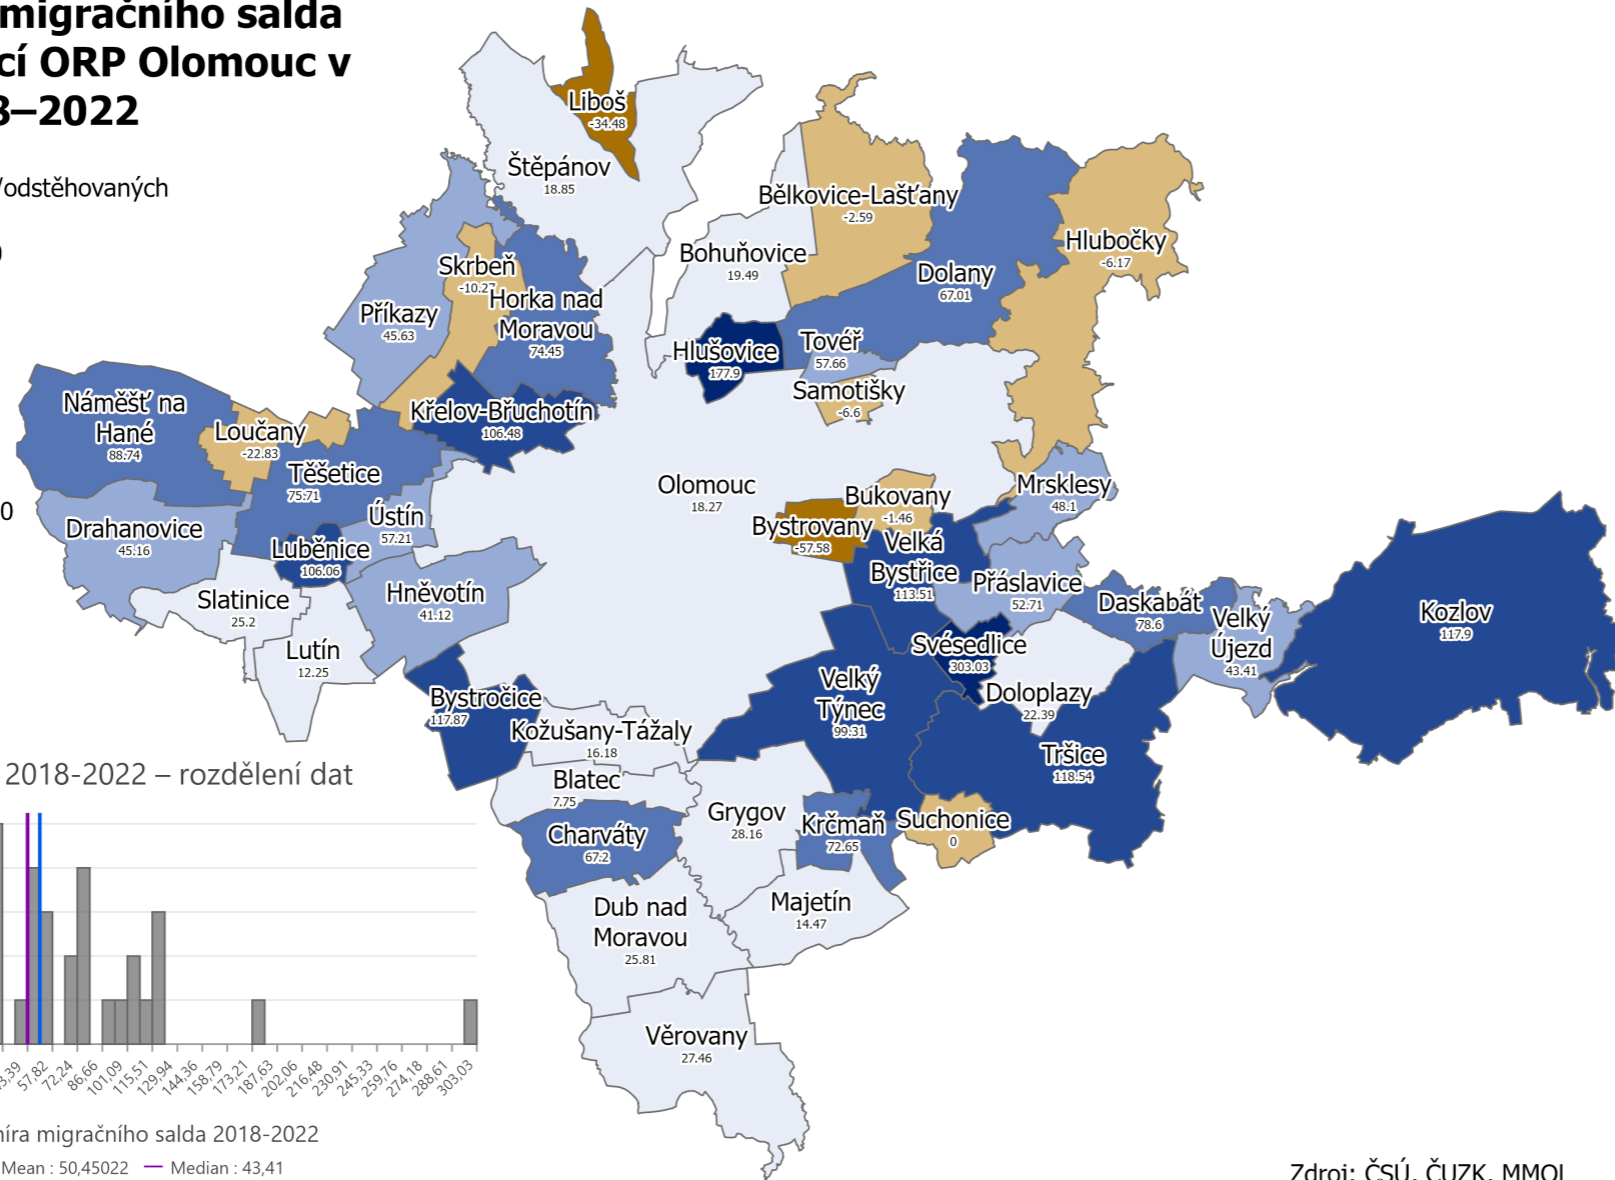 migračního salda
cí ORP Olomouc v
–2022
/odstěhovaných
0
Liboš
-34.48
Štěpánov
18.85
Bělkovice-Lašťany
-2.59
Bohuňovice
19.49
Hlubočky
-6.17
Dolany
67.01
Skrbeň
-10.27
Horka nad
Moravou
74.45
Příkazy
45.63
Hlušovice
177.9
Tovéř
57.66
Samotišky
-6.6
Náměšť na
Hané
88.74
Křelov-Břuchotín
106.48
Loučany
-22.83
Těšetice
75.71
Olomouc
18.27
Bukovany
-1.46
Mrsklesy
48.1
Drahanovice
45.16
Ústín
57.21
Bystrovany
-57.58
Velká
Bystřice
113.51
Luběnice
106.06
Přáslavice
52.71
Hněvotín
41.12
Slatinice
25.2
Daskabát
78.6
Velký
Újezd
43.41
Kozlov
117.9
Lutín
12.25
Svésedlice
303.03
Doloplazy
22.39
Velký
Týnec
99.31
Bystročice
117.87
Kožušany-Tážaly
16.18
Tršice
118.54
Blatec
7.75
Grygov
28.16
Krčmaň
72.65
Suchonice
0
Charváty
67.2
Majetín
14.47
Dub nad
Moravou
25.81
Věrovany
27.46
2018-2022 – rozdělení dat
3,39
57,82
72,24
86,66
101,09
115,51
129,94
144,36
158,79
173,21
187,63
202,06
216,48
230,91
245,33
259,76
274,18
288,61
303,03
míra migračního salda 2018-2022
Mean : 50,45022 — Median : 43,41
Zdroj: ČSÚ, ČUZK, MMOL